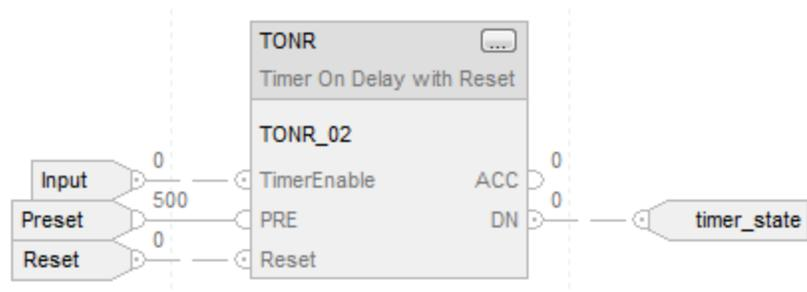 TONR ...
Timer On Delay with Reset
TONR_02
0 0
Input TimerEnable ACC
500 0
Preset PRE DN timer_state
0
Reset Reset